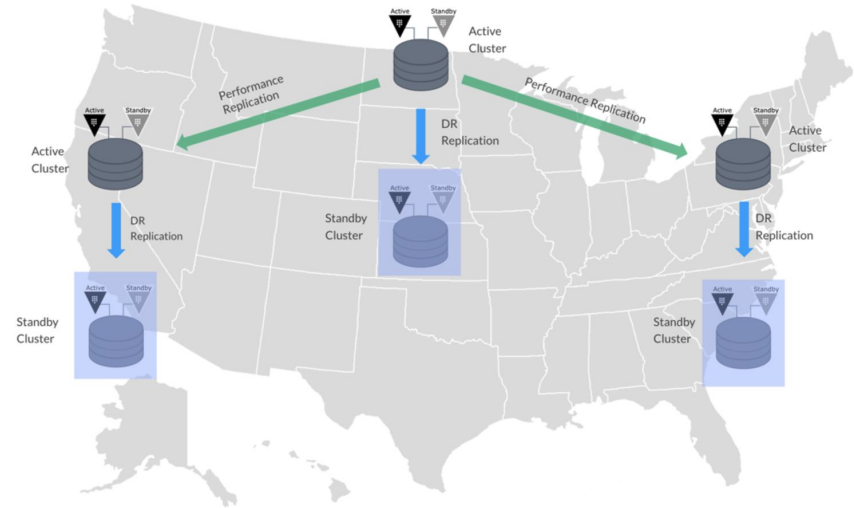 Active Standby
Active
Cluster
Performance
Replication
Performance Replication
DR
Replication
Active Standby
Active
Cluster
Active Standby
Active
Cluster
Active Standby
Standby
Cluster
DR
Replication
DR
Replication
Active Standby
Standby
Cluster
Active Standby
Standby
Cluster